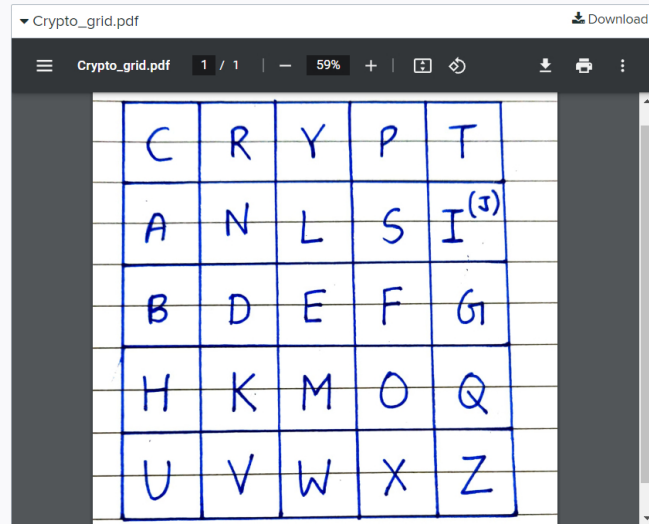 Crypto_grid.pdf
Download
Crypto_grid.pdf 1 / 1 59%
C R Y P T
A N L S I (J)
B D E F G
H K M O Q
U V W X Z